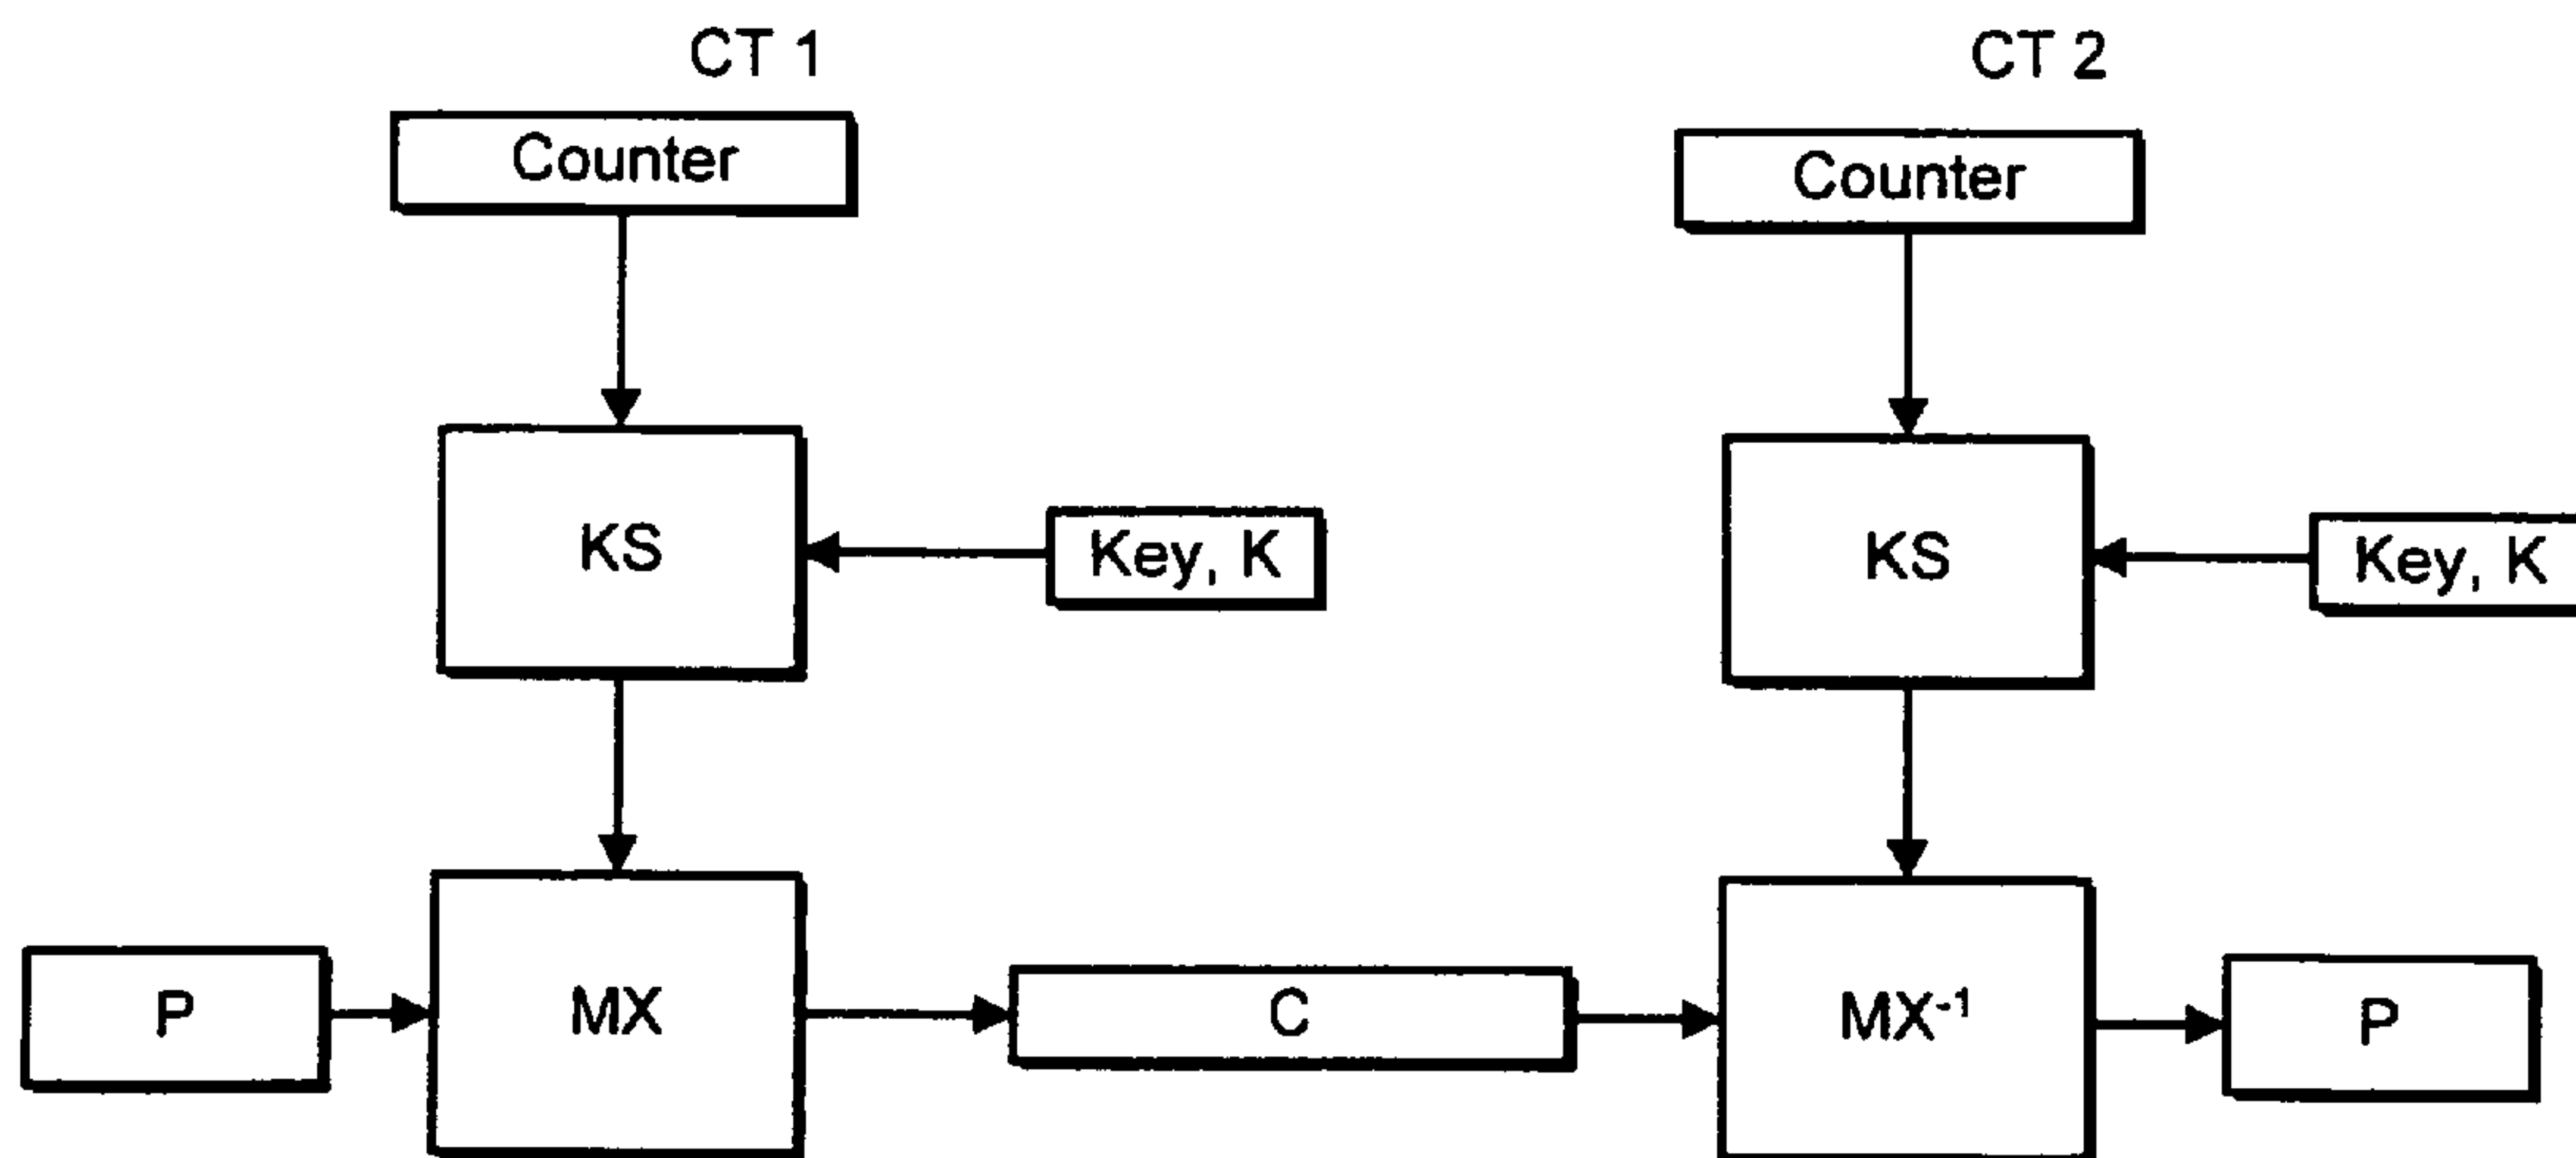 CT 1
Counter
KS
Key, K
P
MX
C
CT 2
Counter
KS
Key, K
MX⁻¹
P